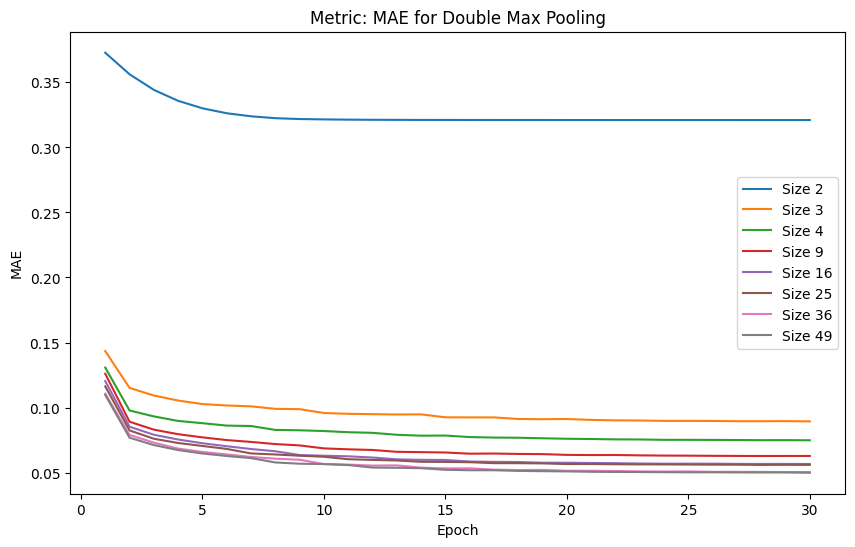 Metric: MAE for Double Max Pooling
MAE
0.35
0.30
0.25
0.20
0.15
0.10
0.05
Size 2
Size 3
Size 4
Size 9
Size 16
Size 25
Size 36
Size 49
0
5
10
15
20
25
30
Epoch